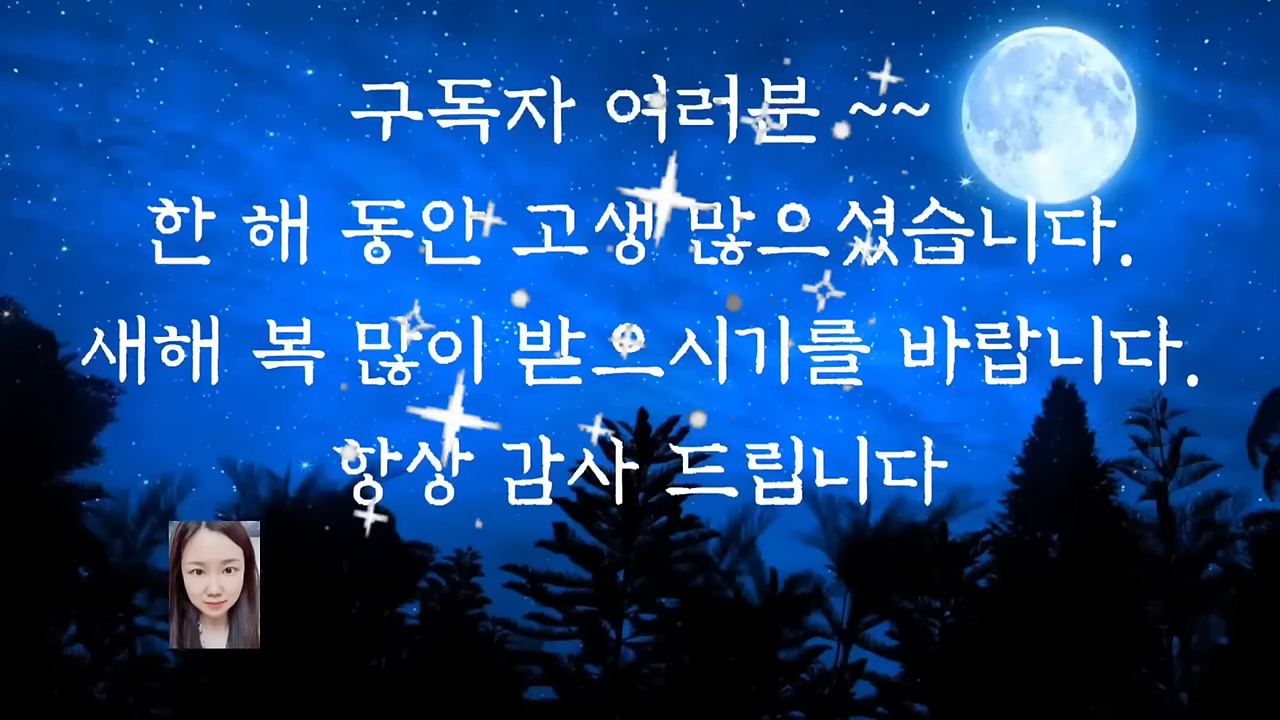 구독자 여러분 ~~
한 해 동안 고생 많으셨습니다.
새해 복 많이 받으시기를 바랍니다.
항상 감사 드립니다